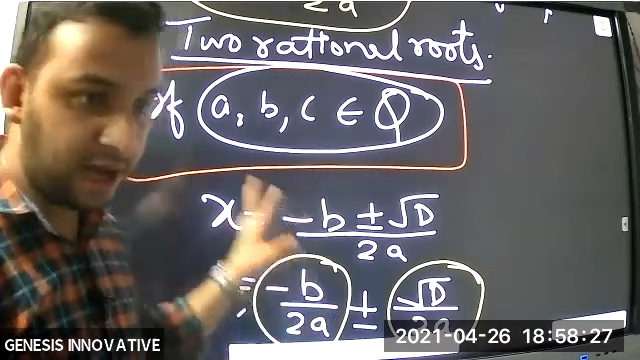 2a
Two rational roots.
if a, b, c ∈ Q
x = -b ± √D
2a
= -b ± √D
2a 2a
GENESIS INNOVATIVE
2021-04-26 18:58:27